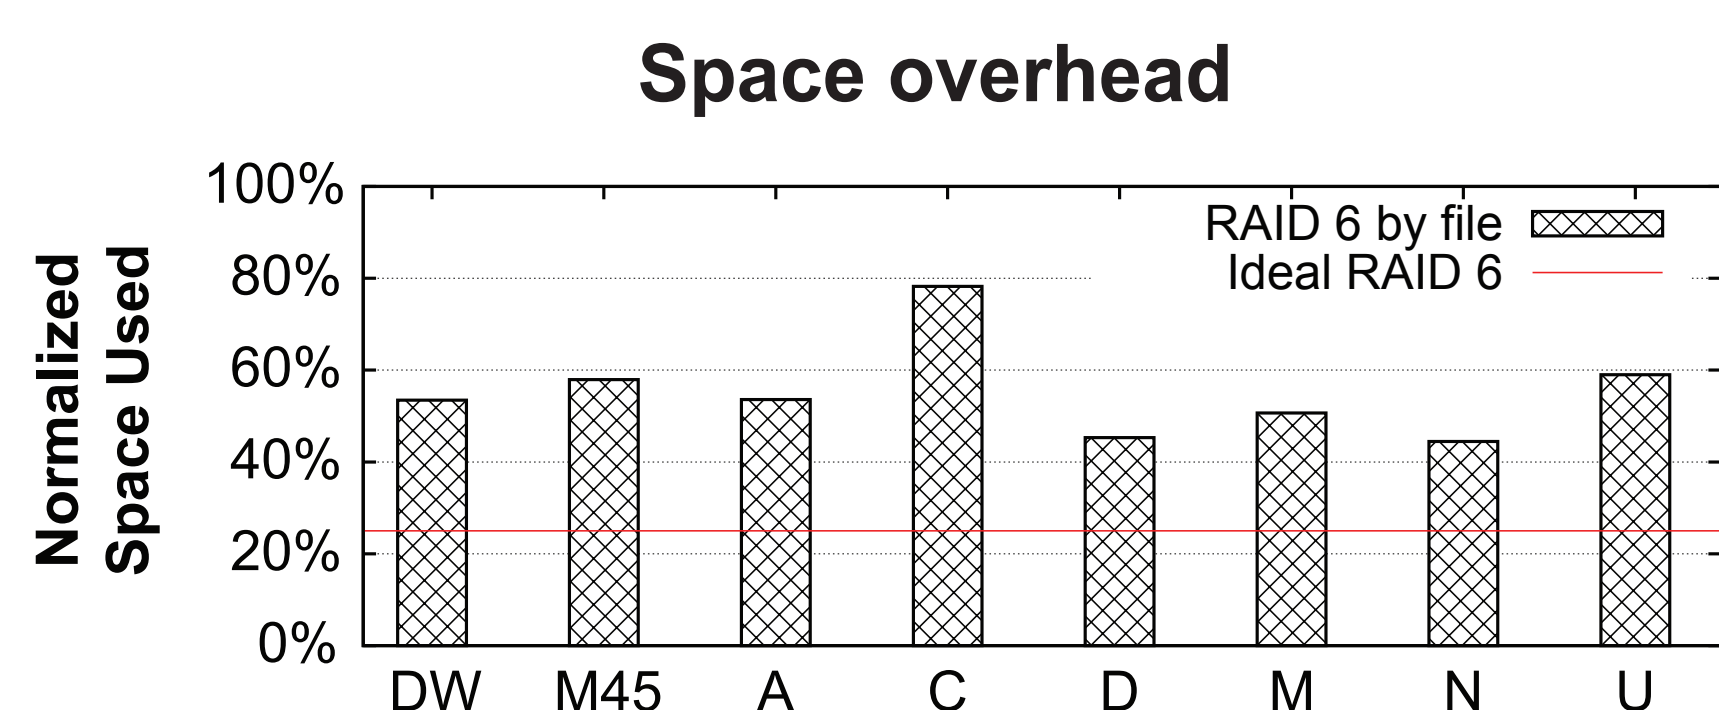 Space overhead
Normalized
Space Used
100%
80%
60%
40%
20%
0%
RAID 6 by file
Ideal RAID 6
DW M45 A C D M N U